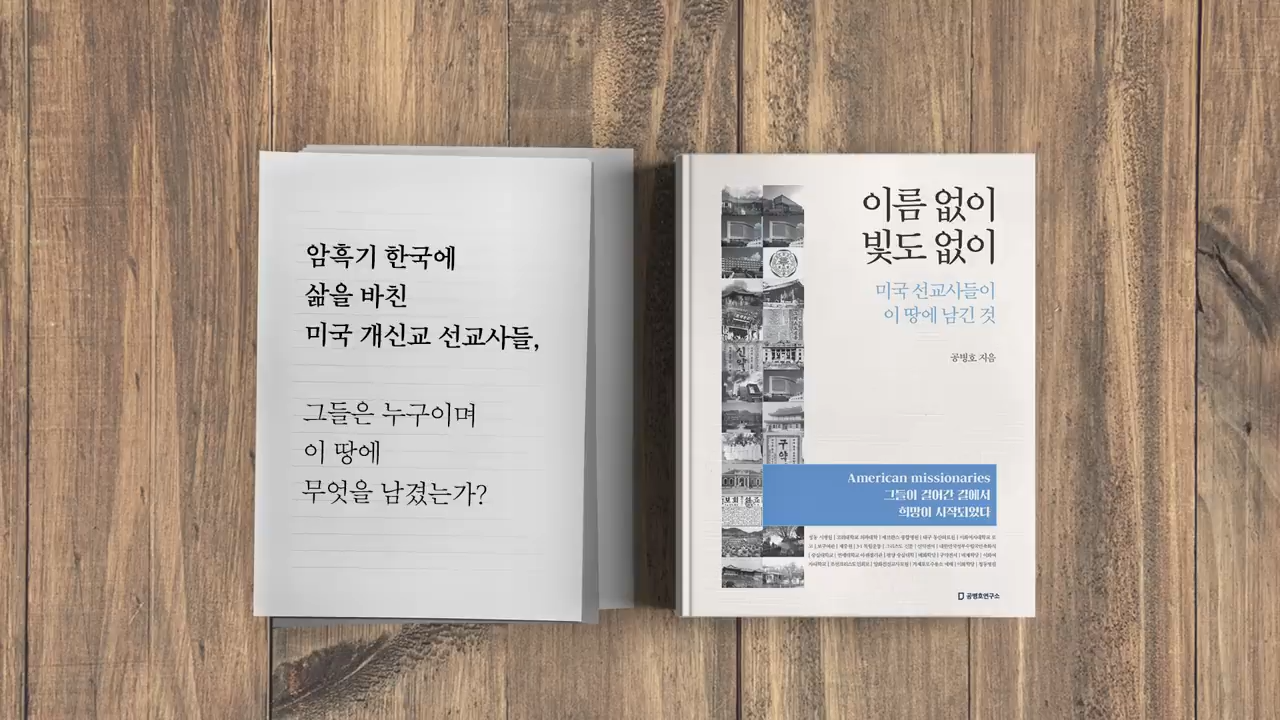 암흑기 한국에
삶을 바친
미국 개신교 선교사들,
그들은 누구이며
이 땅에
무엇을 남겼는가?
이름 없이
빛도 없이
미국 선교사들이
이 땅에 남긴 것
공병호 지음
American missionaries
그들이 걸어간 길에서
희망이 시작되었다
공병호연구소